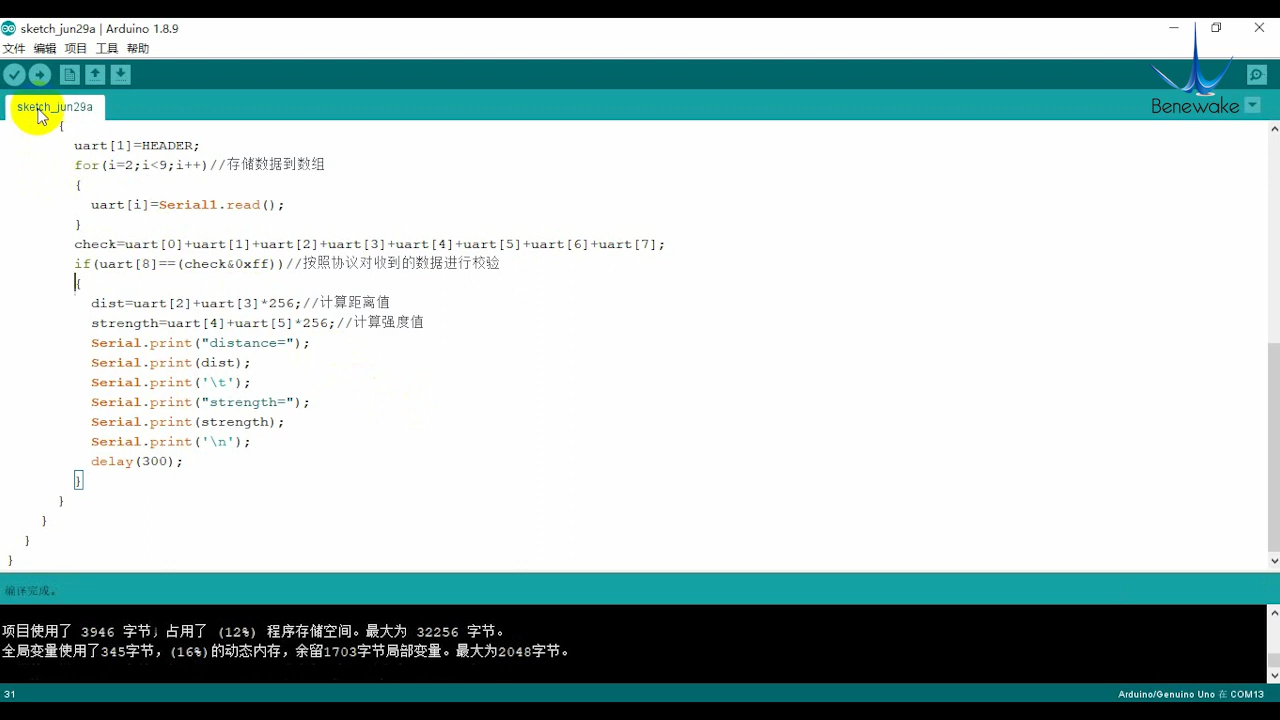 sketch_jun29a | Arduino 1.8.9
文件 编辑 项目 工具 帮助
Benewake
sketch_jun29a
{
uart[1]=HEADER;
for(i=2;i<9;i++)//存储数据到数组
{
uart[i]=Serial1.read();
}
check=uart[0]+uart[1]+uart[2]+uart[3]+uart[4]+uart[5]+uart[6]+uart[7];
if(uart[8]==(check&0xff))//按照协议对收到的数据进行校验
{
dist=uart[2]+uart[3]*256;//计算距离值
strength=uart[4]+uart[5]*256;//计算强度值
Serial.print("distance=");
Serial.print(dist);
Serial.print('\t');
Serial.print("strength=");
Serial.print(strength);
Serial.print('\n');
delay(300);
}
}
}
}
}
编译完成。
项目使用了 3946 字节，占用了 (12%) 程序存储空间。最大为 32256 字节。
全局变量使用了345字节，(16%)的动态内存，余留1703字节局部变量。最大为2048字节。
31
Arduino/Genuino Uno 在 COM13